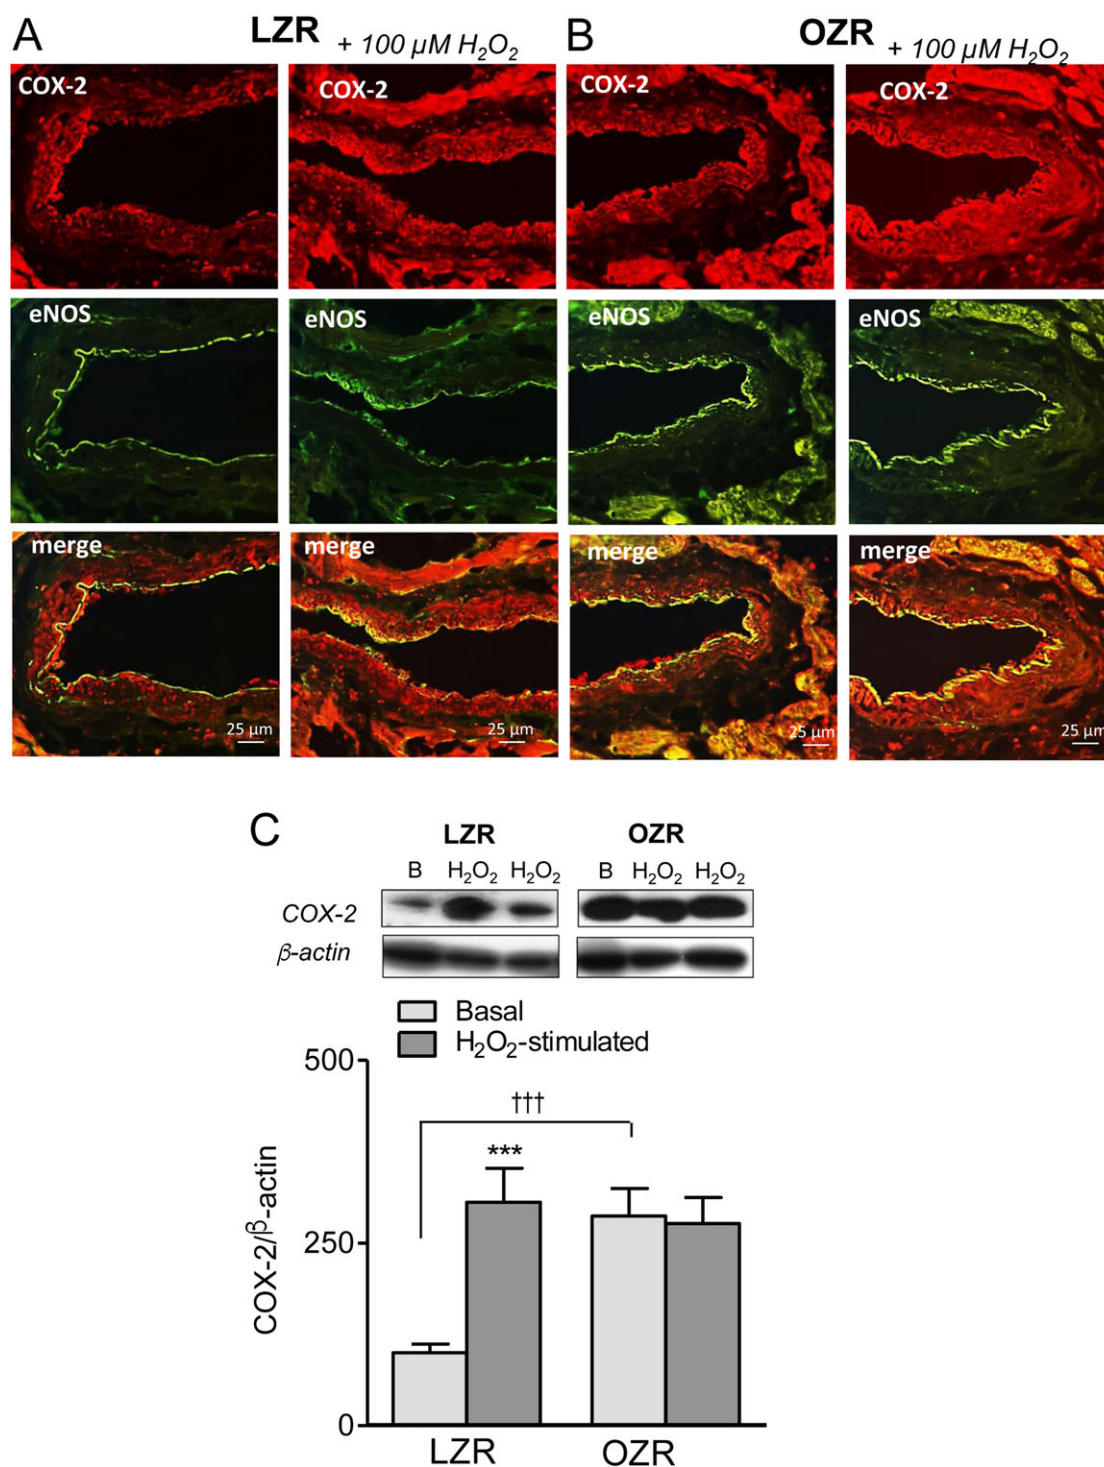 A LZR + 100 µM H₂O₂ B OZR + 100 µM H₂O₂
COX-2 COX-2 COX-2 COX-2
eNOS eNOS eNOS eNOS
merge merge merge merge
25 µm 25 µm 25 µm 25 µm
C LZR OZR
B H₂O₂ H₂O₂ B H₂O₂ H₂O₂
COX-2
β-actin
Basal
H₂O₂-stimulated
500
†††
***
COX-2/β-actin
250
0
LZR OZR